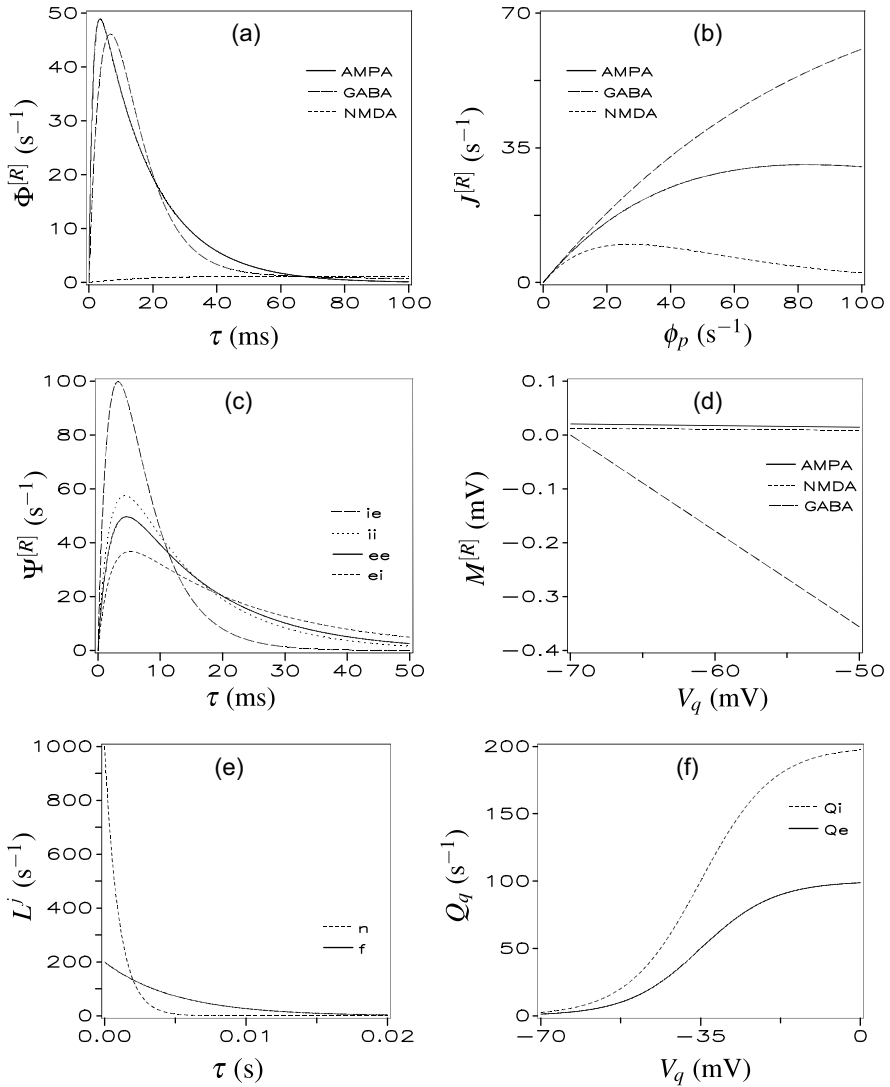 (a)
Φ^[R] (s⁻¹)
50
40
30
20
10
0
AMPA
GABA
NMDA
0 20 40 60 80 100
τ (ms)
(b)
J^[R] (s⁻¹)
70
35
0
AMPA
GABA
NMDA
0 20 40 60 80 100
ϕₚ (s⁻¹)
(c)
Ψ^[R] (s⁻¹)
100
80
60
40
20
0
ie
ii
ee
ei
0 10 20 30 40 50
τ (ms)
(d)
M^[R] (mV)
0.1
0.0
−0.1
−0.2
−0.3
−0.4
AMPA
NMDA
GABA
−70 −60 −50
V_q (mV)
(e)
L^j (s⁻¹)
1000
800
600
400
200
0
n
f
0.00 0.01 0.02
τ (s)
(f)
Q_q (s⁻¹)
200
150
100
50
0
Qi
Qe
−70 −35 0
V_q (mV)